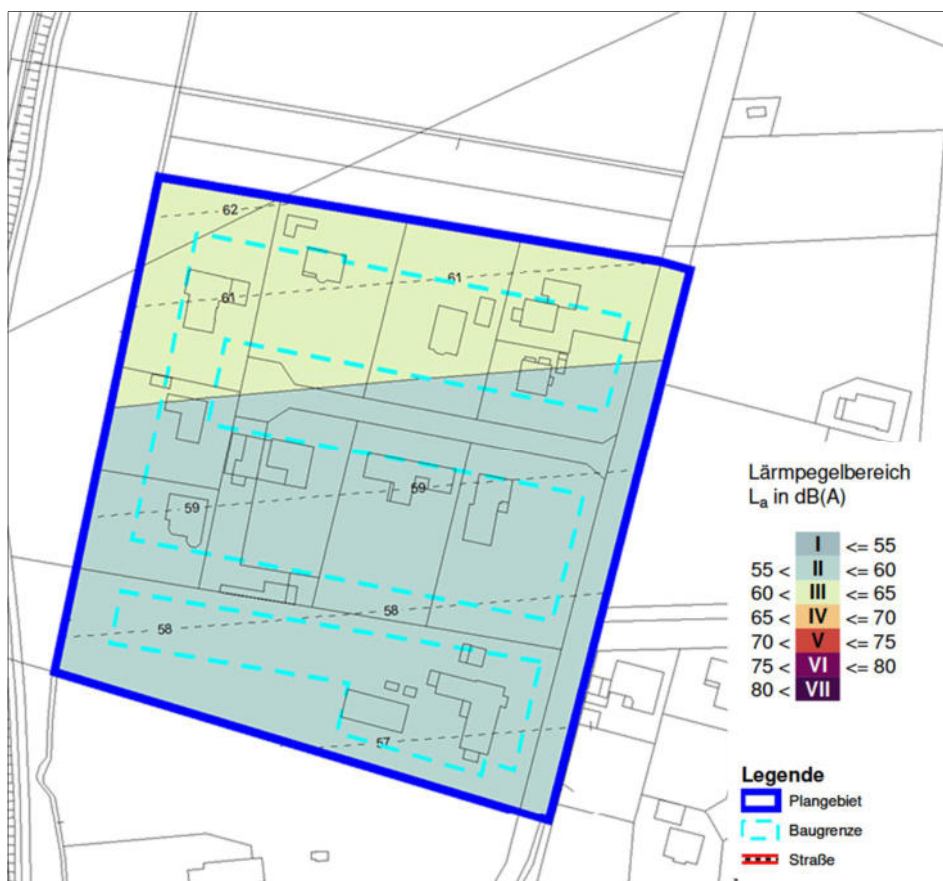 62
61
61
59
59
58
58
57
Lärmpegelbereich
La in dB(A)
I <= 55
55 < II <= 60
60 < III <= 65
65 < IV <= 70
70 < V <= 75
75 < VI <= 80
80 < VII
Legende
Plangebiet
Baugrenze
Straße